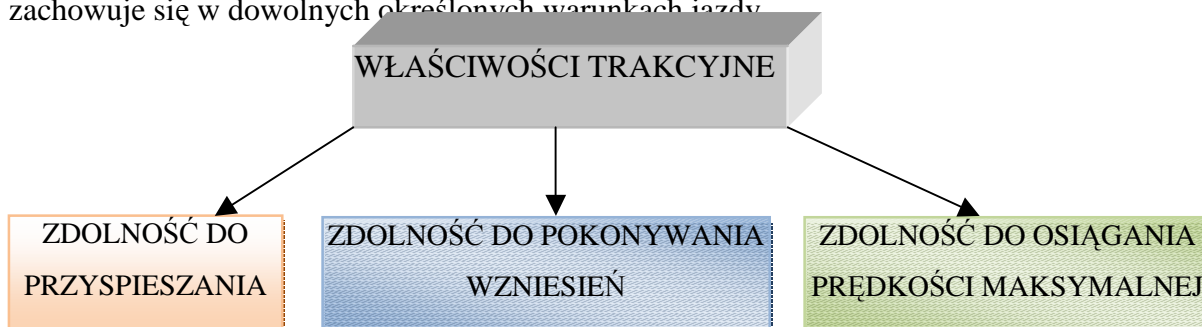 zachowuje się w dowolnych określonych warunkach jazdy
WŁAŚCIWOŚCI TRAKCYJNE
ZDOLNOŚĆ DO
PRZYSPIESZANIA
ZDOLNOŚĆ DO POKONYWANIA
WZNIESIEŃ
ZDOLNOŚĆ DO OSIĄGANIA
PRĘDKOŚCI MAKSYMALNEJ